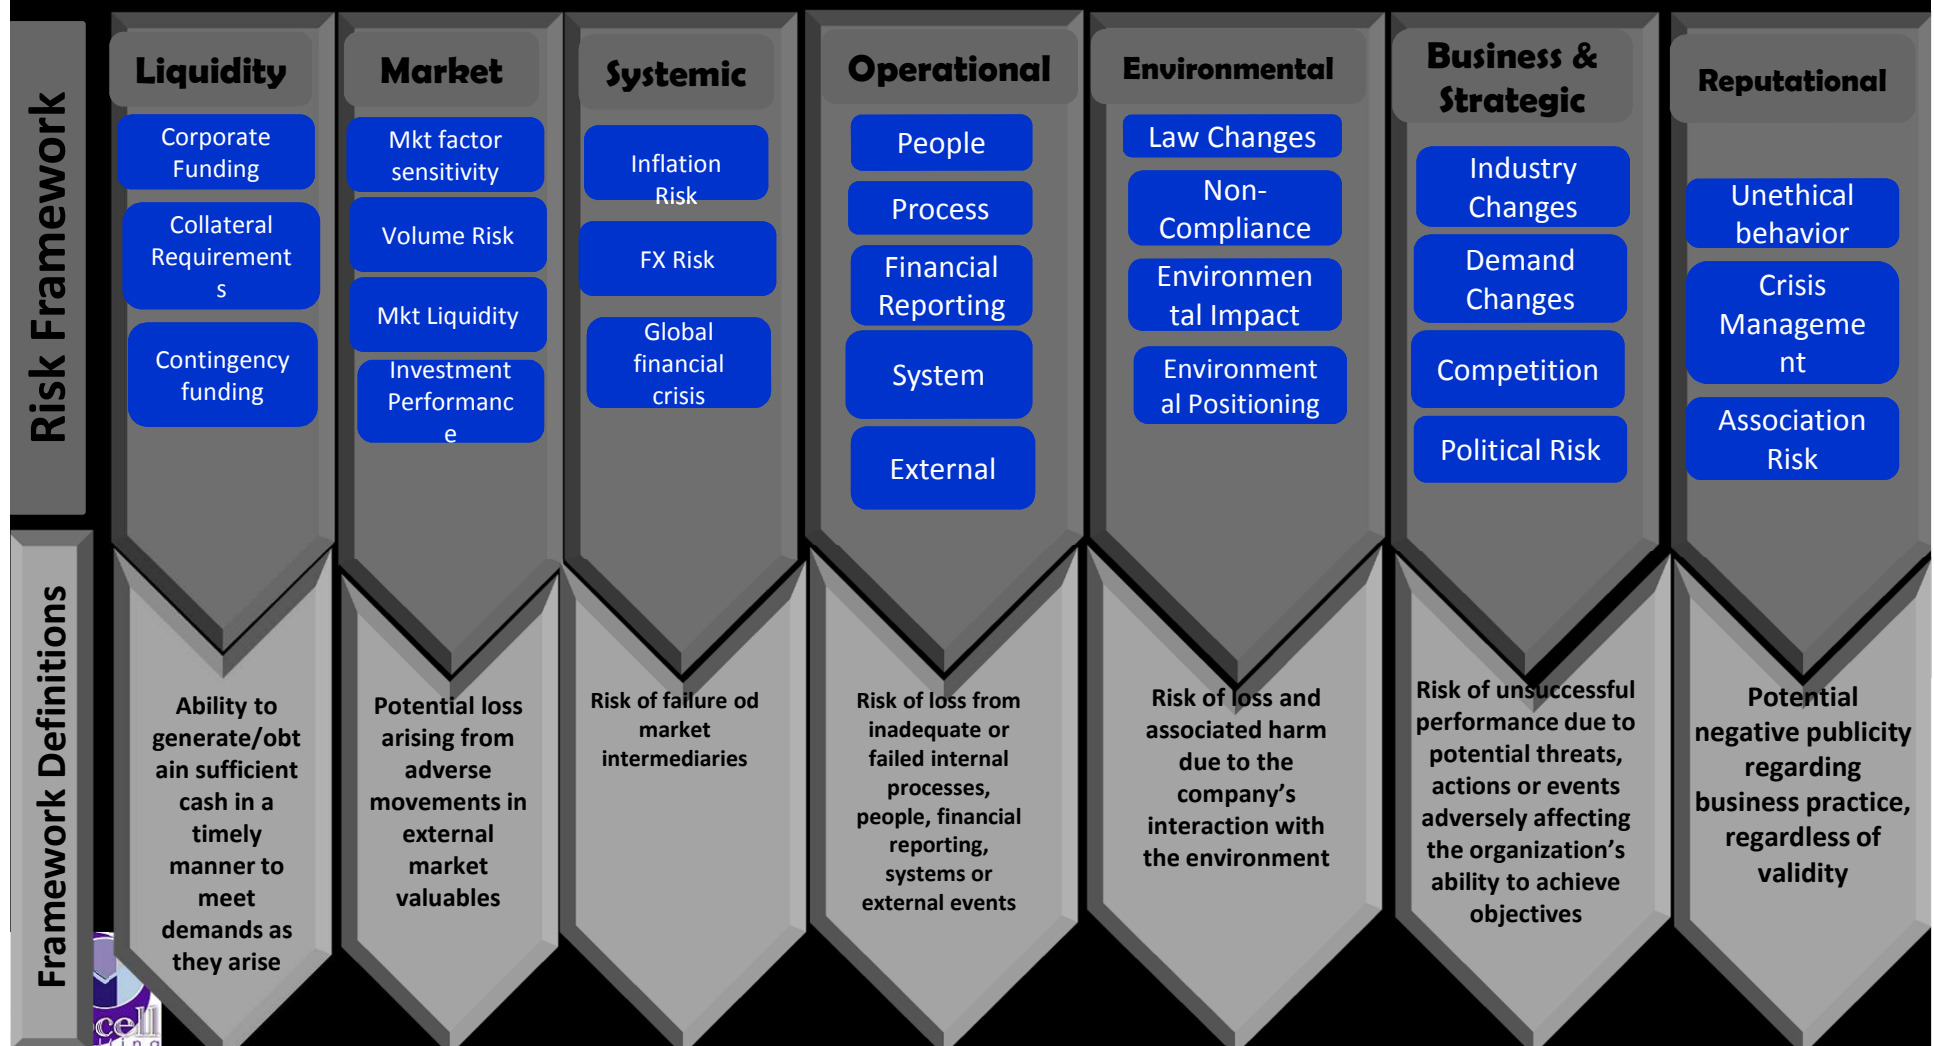 Risk Framework
Liquidity
Corporate
Funding
Collateral
Requirement
s
Contingency
funding
Market
Mkt factor
sensitivity
Volume Risk
Mkt Liquidity
Investment
Performanc
e
Systemic
Inflation
Risk
FX Risk
Global
financial
crisis
Operational
People
Process
Financial
Reporting
System
External
Environmental
Law Changes
Non-
Compliance
Environmen
tal Impact
Environment
al Positioning
Business &
Strategic
Industry
Changes
Demand
Changes
Competition
Political Risk
Reputational
Unethical
behavior
Crisis
Manageme
nt
Association
Risk
Framework Definitions
Ability to
generate/obt
ain sufficient
cash in a
timely
manner to
meet
demands as
they arise
Potential loss
arising from
adverse
movements in
external
market
valuables
Risk of failure od
market
intermediaries
Risk of loss from
inadequate or
failed internal
processes,
people, financial
reporting,
systems or
external events
Risk of loss and
associated harm
due to the
company's
interaction with
the environment
Risk of unsuccessful
performance due to
potential threats,
actions or events
adversely affecting
the organization's
ability to achieve
objectives
Potential
negative publicity
regarding
business practice,
regardless of
validity